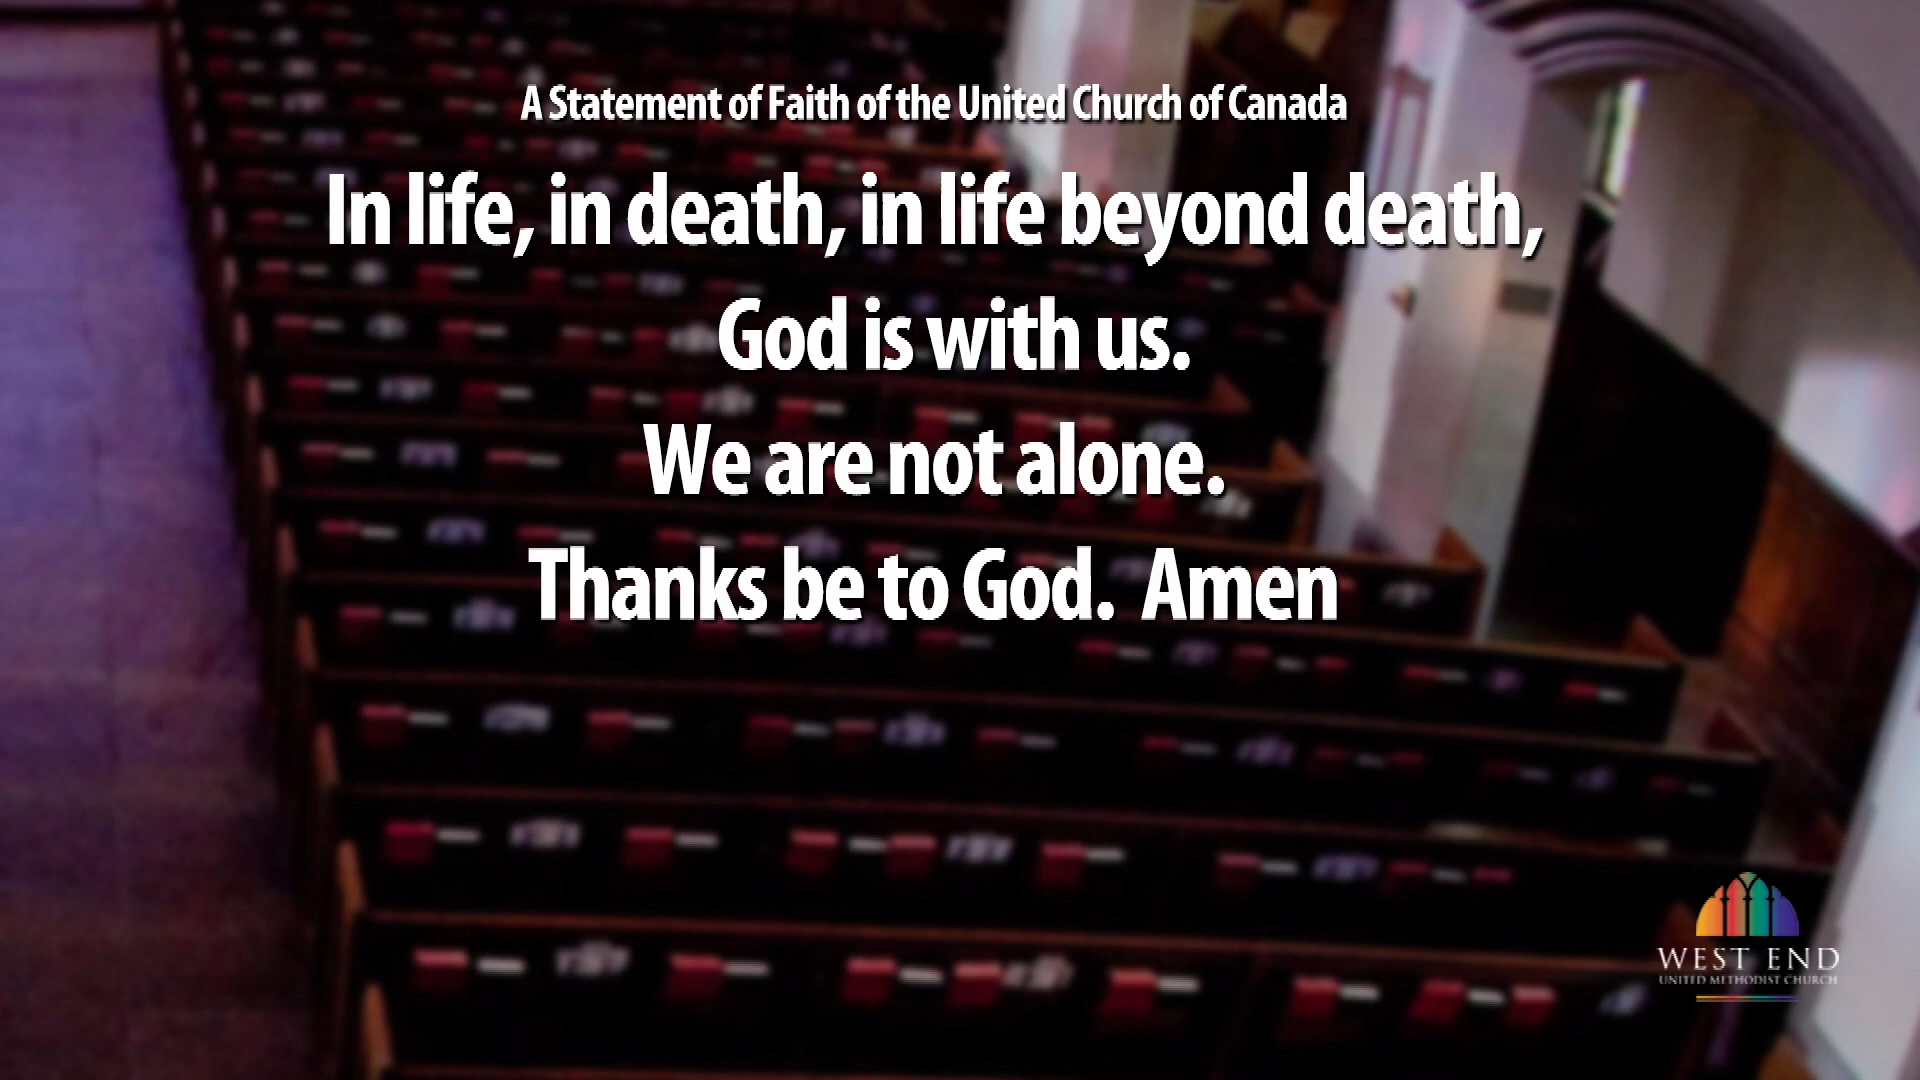 A Statement of Faith of the United Church of Canada
In life, in death, in life beyond death,
God is with us.
We are not alone.
Thanks be to God.  Amen
WEST END
UNITED METHODIST CHURCH